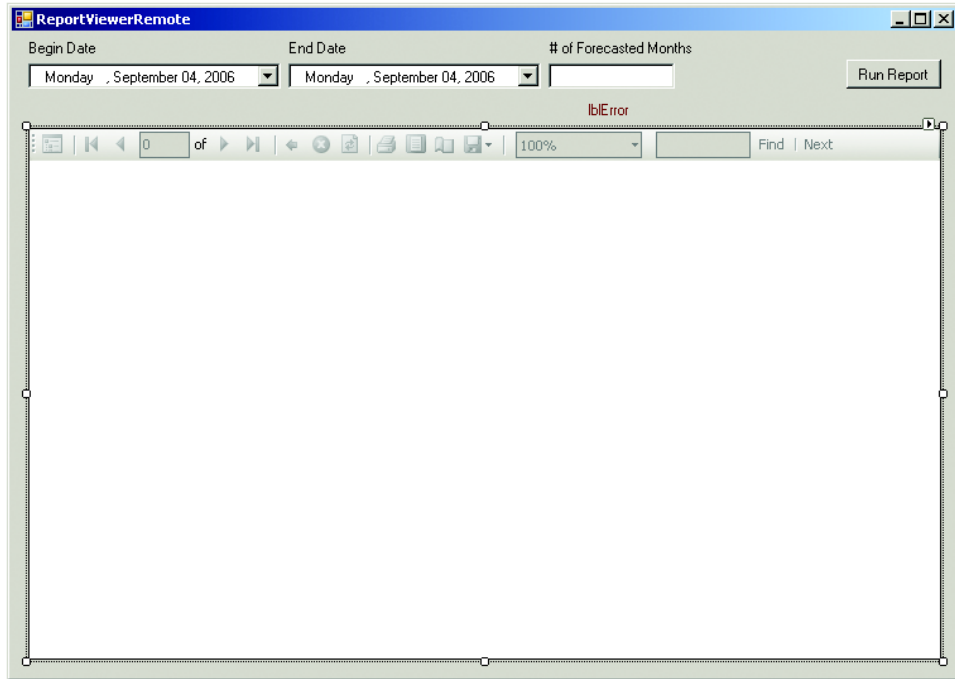 ReportViewerRemote
Begin Date End Date # of Forecasted Months
Monday , September 04, 2006 Monday , September 04, 2006 Run Report
lblError
0 of 100% Find | Next